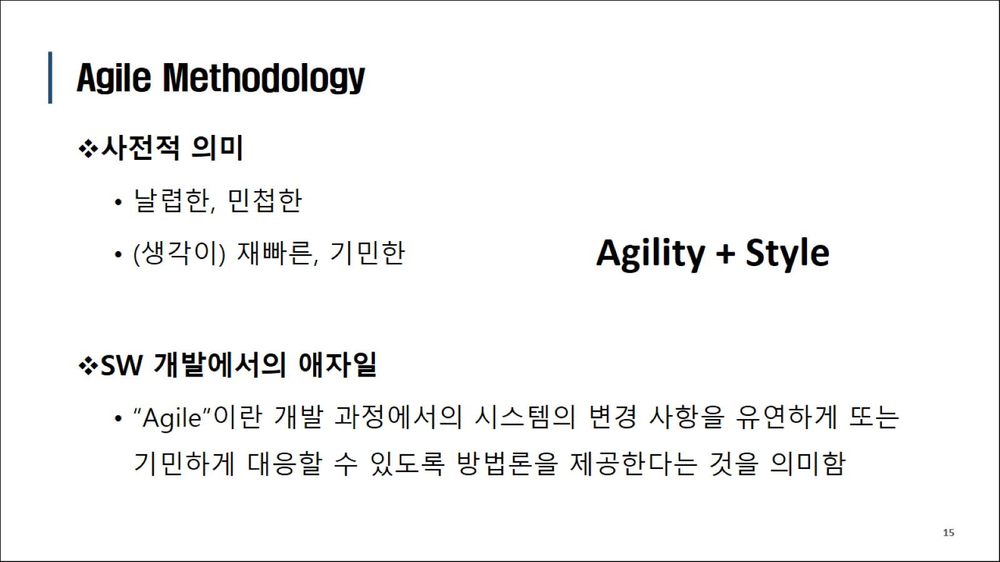 Agile Methodology
❖사전적 의미
• 날렵한, 민첩한
• (생각이) 재빠른, 기민한
Agility + Style
❖SW 개발에서의 애자일
• “Agile”이란 개발 과정에서의 시스템의 변경 사항을 유연하게 또는
기민하게 대응할 수 있도록 방법론을 제공한다는 것을 의미함
15